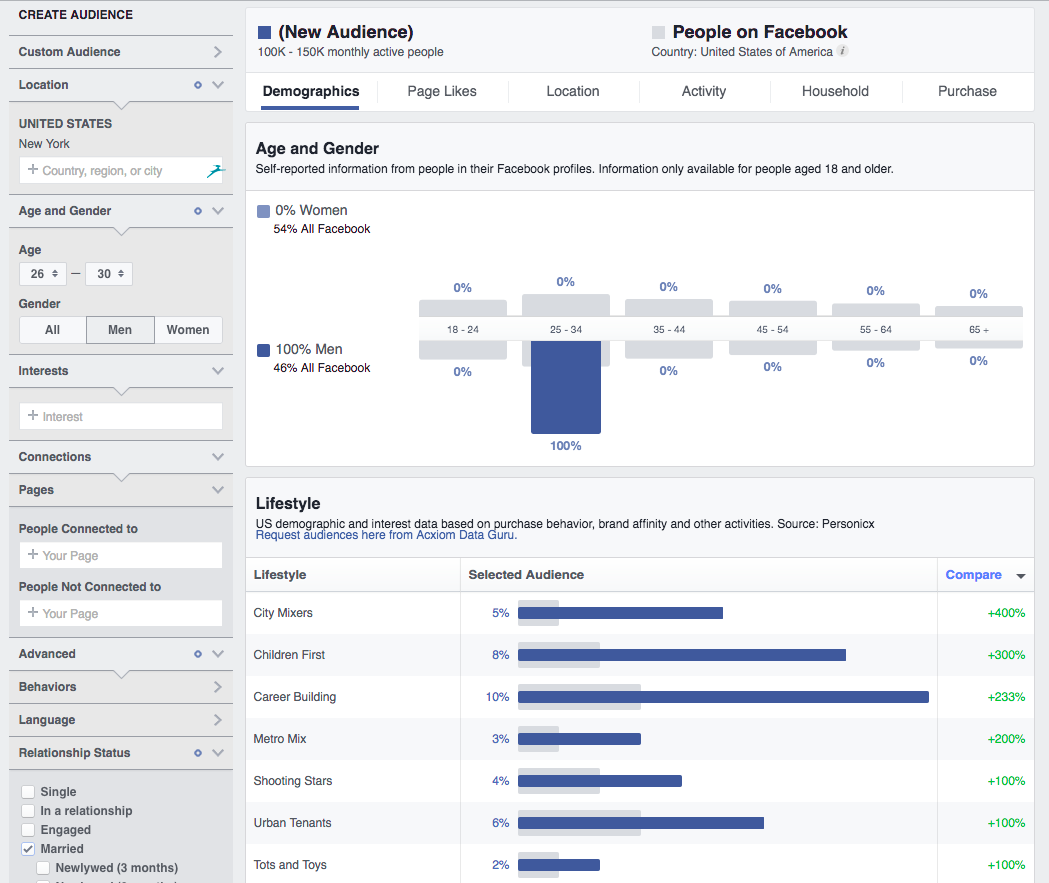 CREATE AUDIENCE
Custom Audience
Location
UNITED STATES
New York
+ Country, region, or city
Age and Gender
Age
26 — 30
Gender
All Men Women
Interests
+ Interest
Connections
Pages
People Connected to
+ Your Page
People Not Connected to
+ Your Page
Advanced
Behaviors
Language
Relationship Status
Single
In a relationship
Engaged
Married
Newlywed (3 months)
(New Audience)
100K - 150K monthly active people
People on Facebook
Country: United States of America i
Demographics Page Likes Location Activity Household Purchase
Age and Gender
Self-reported information from people in their Facebook profiles. Information only available for people aged 18 and older.
0% Women
54% All Facebook
0% 0% 0% 0% 0% 0%
18 - 24 25 - 34 35 - 44 45 - 54 55 - 64 65 +
100% Men
46% All Facebook
0% 100% 0% 0% 0% 0%
Lifestyle
US demographic and interest data based on purchase behavior, brand affinity and other activities. Source: Personicx
Request audiences here from Acxiom Data Guru.
Lifestyle Selected Audience Compare
City Mixers 5% +400%
Children First 8% +300%
Career Building 10% +233%
Metro Mix 3% +200%
Shooting Stars 4% +100%
Urban Tenants 6% +100%
Tots and Toys 2% +100%